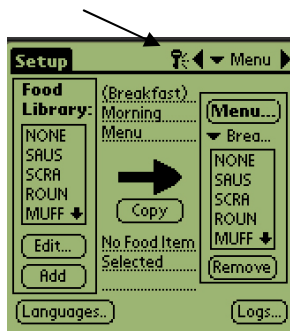 Setup
Menu
Food
Library:
NONE
SAUS
SCRA
ROUN
MUFF
Edit...
Add
(Breakfast)
Morning
Menu
Copy
No Food Item
Selected
Menu...
Brea...
NONE
SAUS
SCRA
ROUN
MUFF
Remove
Languages..
Logs...